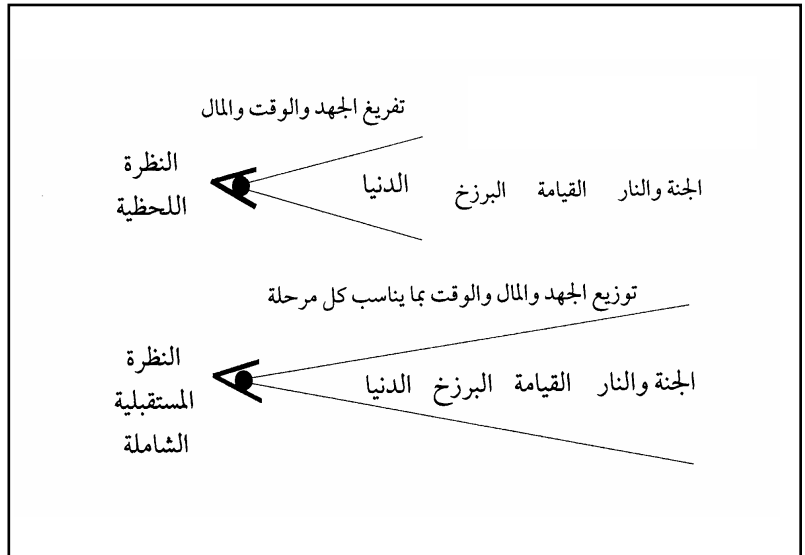 تفريغ الجهد والوقت والمال
النظرة
اللحظية
الدنيا البرزخ القيامة الجنة والنار
توزيع الجهد والمال والوقت بما يناسب كل مرحلة
النظرة
المستقبلية
الشاملة
الدنيا البرزخ القيامة الجنة والنار